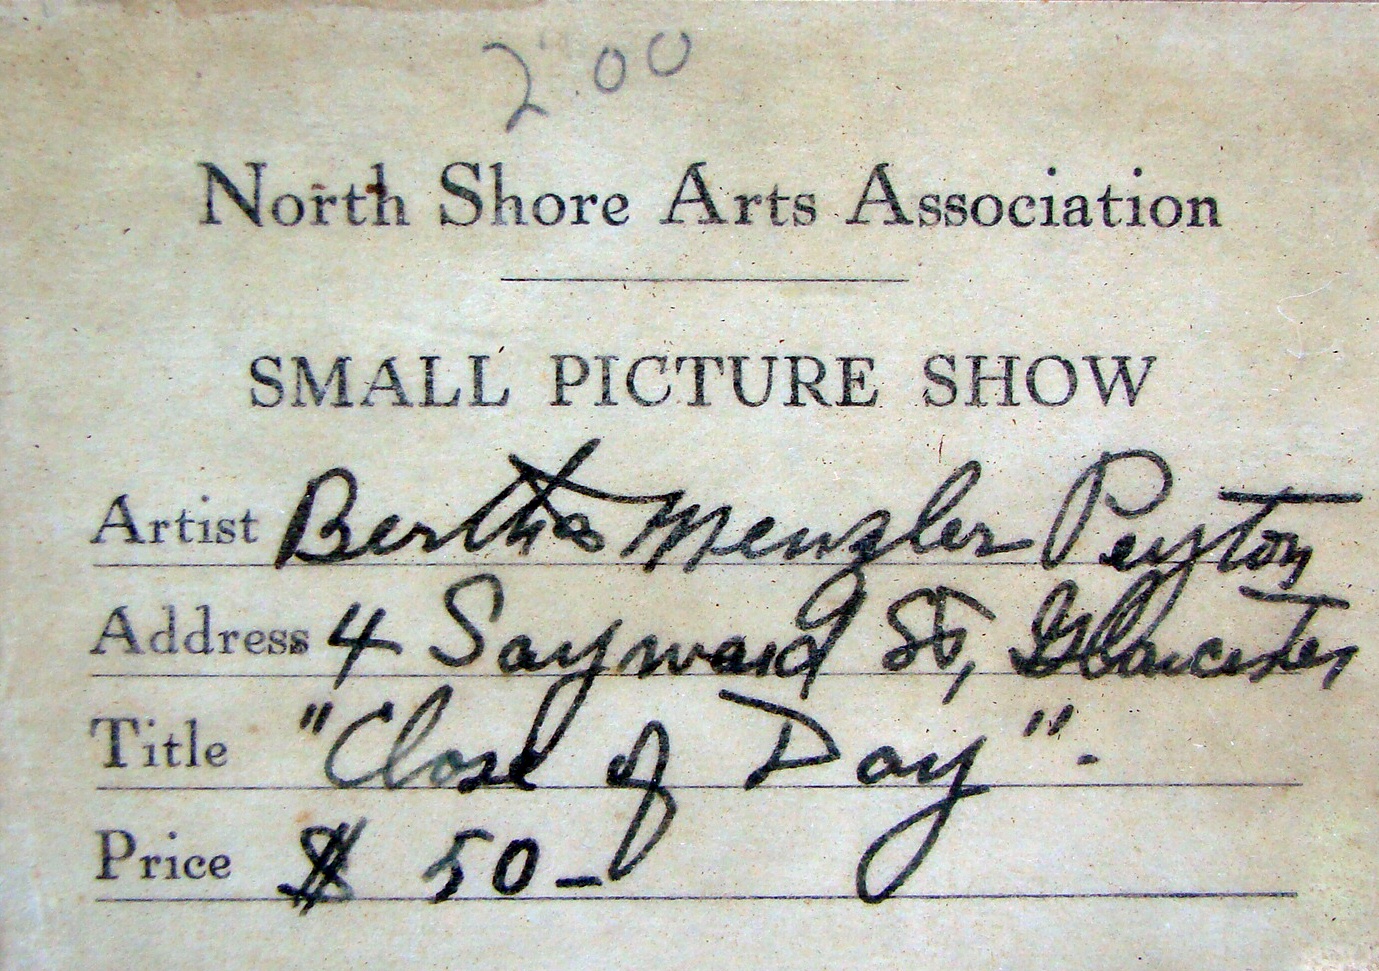 2.00
North Shore Arts Association
SMALL PICTURE SHOW
Artist Bertha Menzler Peyton
Address 4 Sayward St, Gloucester
Title "Close of Day".
Price $ 50–